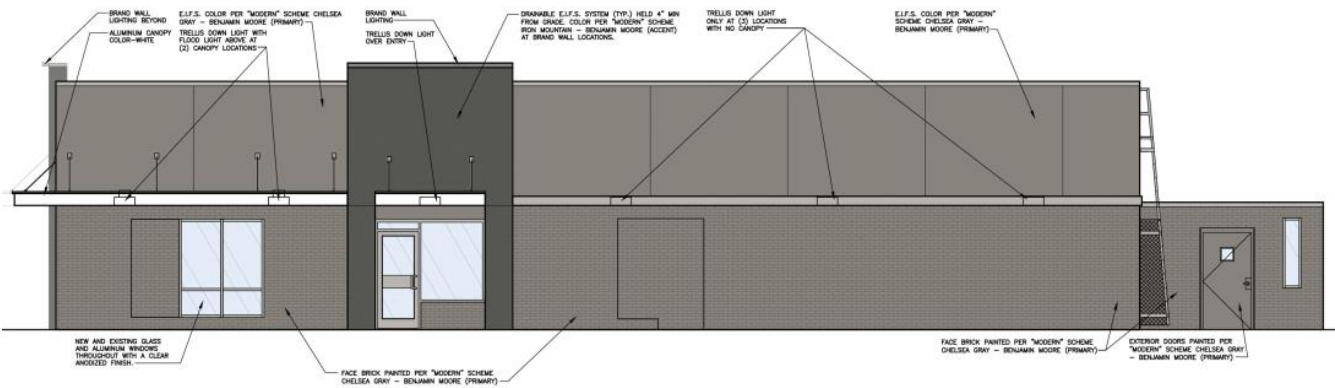 BRAND WALL
LIGHTING BEYOND
ALUMINUM CANOPY
COLOR-WHITE
E.I.F.S. COLOR PER "MODERN" SCHEME CHELSEA
GRAY - BENJAMIN MOORE (PRIMARY)
TRELLIS DOWN LIGHT WITH
FLOOD LIGHT ABOVE AT
(2) CANOPY LOCATIONS
BRAND WALL
LIGHTING
TRELLIS DOWN LIGHT
OVER ENTRY
DRAINABLE E.I.F.S. SYSTEM (TYP.) HELD 4" MIN
FROM GRADE. COLOR PER "MODERN" SCHEME
IRON MOUNTAIN - BENJAMIN MOORE (ACCENT)
AT BRAND WALL LOCATIONS.
TRELLIS DOWN LIGHT
ONLY AT (3) LOCATIONS
WITH NO CANOPY
E.I.F.S. COLOR PER "MODERN"
SCHEME CHELSEA GRAY -
BENJAMIN MOORE (PRIMARY)
NEW AND EXISTING GLASS
AND ALUMINUM WINDOWS
THROUGHOUT WITH A CLEAR
ANODIZED FINISH.
FACE BRICK PAINTED PER "MODERN" SCHEME
CHELSEA GRAY - BENJAMIN MOORE (PRIMARY)
FACE BRICK PAINTED PER "MODERN" SCHEME
CHELSEA GRAY - BENJAMIN MOORE (PRIMARY)
EXTERIOR DOORS PAINTED PER
"MODERN" SCHEME CHELSEA GRAY
- BENJAMIN MOORE (PRIMARY)